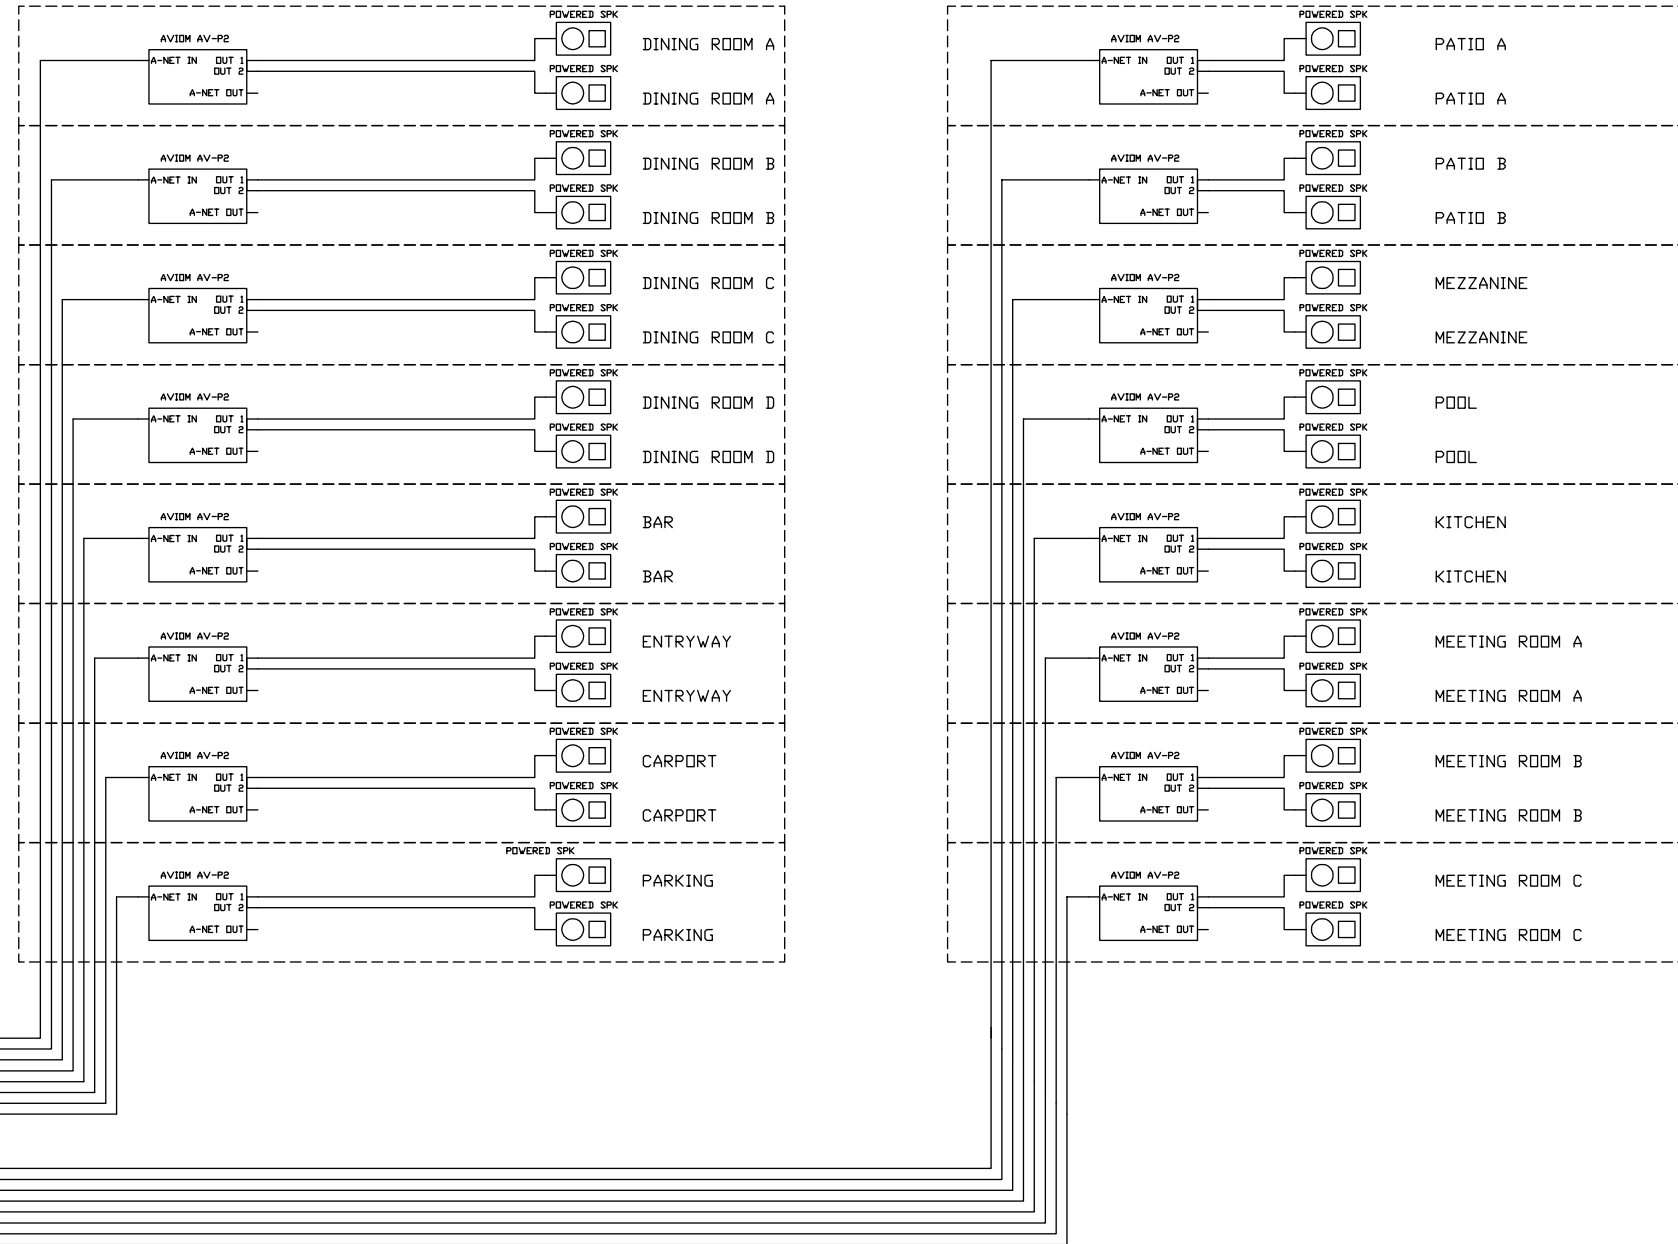 POWERED SPK
AVIOM AV-P2
DINING ROOM A
A-NET IN OUT 1
OUT 2
POWERED SPK
A-NET OUT
DINING ROOM A
POWERED SPK
AVIOM AV-P2
DINING ROOM B
A-NET IN OUT 1
OUT 2
POWERED SPK
A-NET OUT
DINING ROOM B
POWERED SPK
AVIOM AV-P2
DINING ROOM C
A-NET IN OUT 1
OUT 2
POWERED SPK
A-NET OUT
DINING ROOM C
POWERED SPK
AVIOM AV-P2
DINING ROOM D
A-NET IN OUT 1
OUT 2
POWERED SPK
A-NET OUT
DINING ROOM D
POWERED SPK
AVIOM AV-P2
BAR
A-NET IN OUT 1
OUT 2
POWERED SPK
A-NET OUT
BAR
POWERED SPK
AVIOM AV-P2
ENTRYWAY
A-NET IN OUT 1
OUT 2
POWERED SPK
A-NET OUT
ENTRYWAY
POWERED SPK
AVIOM AV-P2
CARPORT
A-NET IN OUT 1
OUT 2
POWERED SPK
A-NET OUT
CARPORT
POWERED SPK
AVIOM AV-P2
PARKING
A-NET IN OUT 1
OUT 2
POWERED SPK
A-NET OUT
PARKING
POWERED SPK
AVIOM AV-P2
PATIO A
A-NET IN OUT 1
OUT 2
POWERED SPK
A-NET OUT
PATIO A
POWERED SPK
AVIOM AV-P2
PATIO B
A-NET IN OUT 1
OUT 2
POWERED SPK
A-NET OUT
PATIO B
POWERED SPK
AVIOM AV-P2
MEZZANINE
A-NET IN OUT 1
OUT 2
POWERED SPK
A-NET OUT
MEZZANINE
POWERED SPK
AVIOM AV-P2
POOL
A-NET IN OUT 1
OUT 2
POWERED SPK
A-NET OUT
POOL
POWERED SPK
AVIOM AV-P2
KITCHEN
A-NET IN OUT 1
OUT 2
POWERED SPK
A-NET OUT
KITCHEN
POWERED SPK
AVIOM AV-P2
MEETING ROOM A
A-NET IN OUT 1
OUT 2
POWERED SPK
A-NET OUT
MEETING ROOM A
POWERED SPK
AVIOM AV-P2
MEETING ROOM B
A-NET IN OUT 1
OUT 2
POWERED SPK
A-NET OUT
MEETING ROOM B
POWERED SPK
AVIOM AV-P2
MEETING ROOM C
A-NET IN OUT 1
OUT 2
POWERED SPK
A-NET OUT
MEETING ROOM C